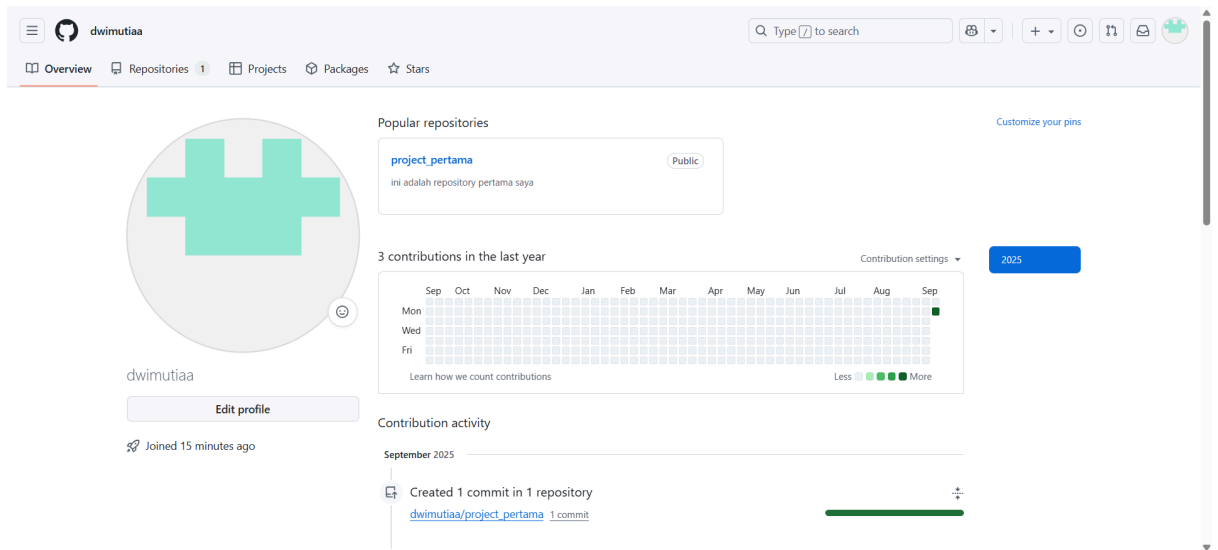 dwimutiaa
Type / to search
Overview
Repositories 1
Projects
Packages
Stars
Popular repositories
Customize your pins
project_pertama
Public
ini adalah repository pertama saya
3 contributions in the last year
Contribution settings
2025
Sep Oct Nov Dec Jan Feb Mar Apr May Jun Jul Aug Sep
Mon
Wed
Fri
Learn how we count contributions
Less
More
dwimutiaa
Edit profile
Joined 15 minutes ago
Contribution activity
September 2025
Created 1 commit in 1 repository
dwimutiaa/project_pertama 1 commit